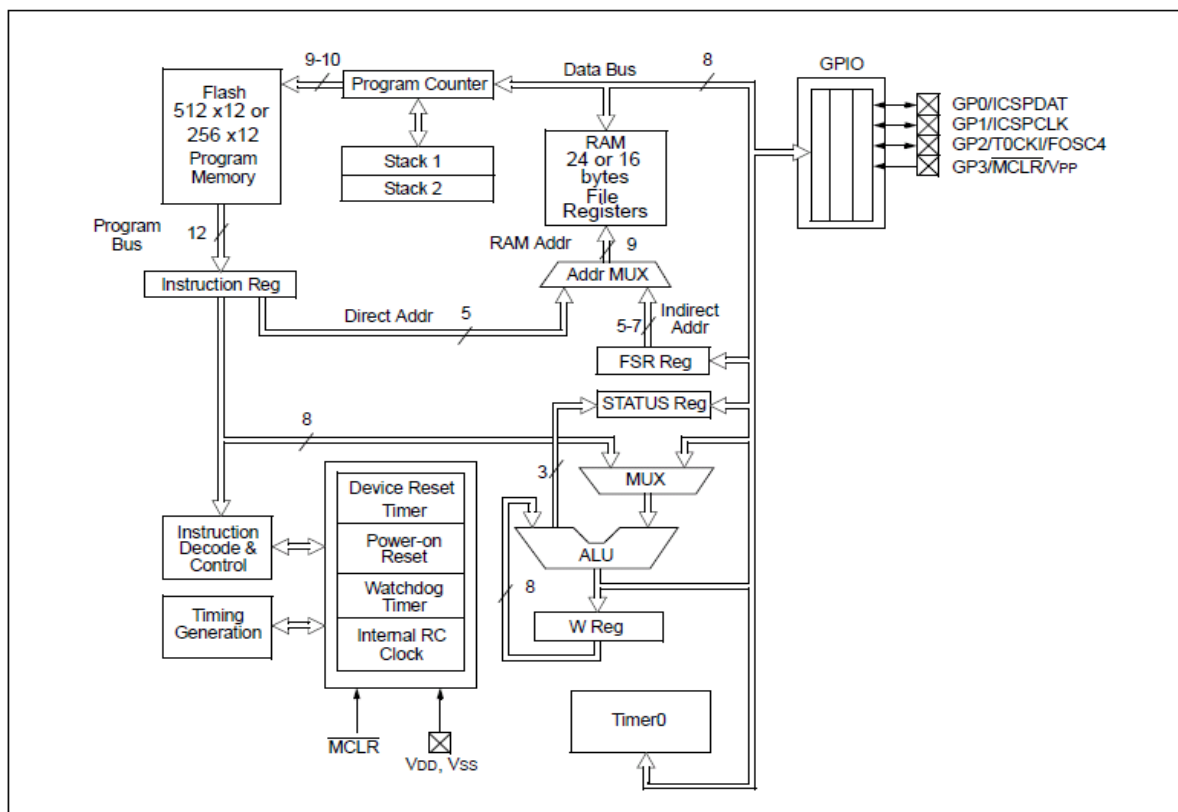 9-10
Program Counter
Data Bus
8
GPIO
Flash
512 x12 or
256 x12
Program
Memory
Stack 1
Stack 2
RAM
24 or 16
bytes
File
Registers
GP0/ICSPDAT
GP1/ICSPCLK
GP2/T0CKI/FOSC4
GP3/MCLR/VPP
Program
Bus
12
RAM Addr
9
Addr MUX
Instruction Reg
Direct Addr
5
5-7
Indirect
Addr
FSR Reg
STATUS Reg
8
3
MUX
Device Reset
Timer
Power-on
Reset
Watchdog
Timer
Internal RC
Clock
Instruction
Decode &
Control
Timing
Generation
ALU
8
W Reg
Timer0
MCLR
VDD, VSS